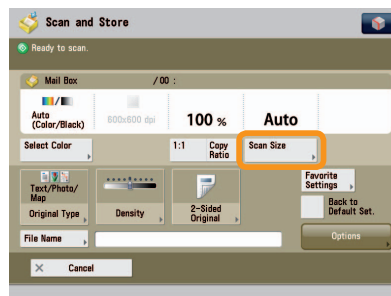 Scan and Store
Ready to scan.
Mail Box /00 :
Auto
(Color/Black)
600x600 dpi
100 %
Auto
Select Color
1:1 Copy
Ratio
Scan Size
Text/Photo/
Map
Original Type
Density
2-Sided
Original
Favorite
Settings
Back to
Default Set.
File Name
Options
× Cancel